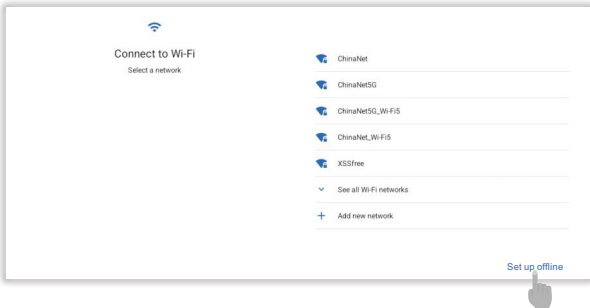 Connect to Wi-Fi
Select a network
ChinaNet
ChinaNet5G
ChinaNet5G_Wi-Fi5
ChinaNet_Wi-Fi5
XSSfree
See all Wi-Fi networks
Add new network
Set up offline